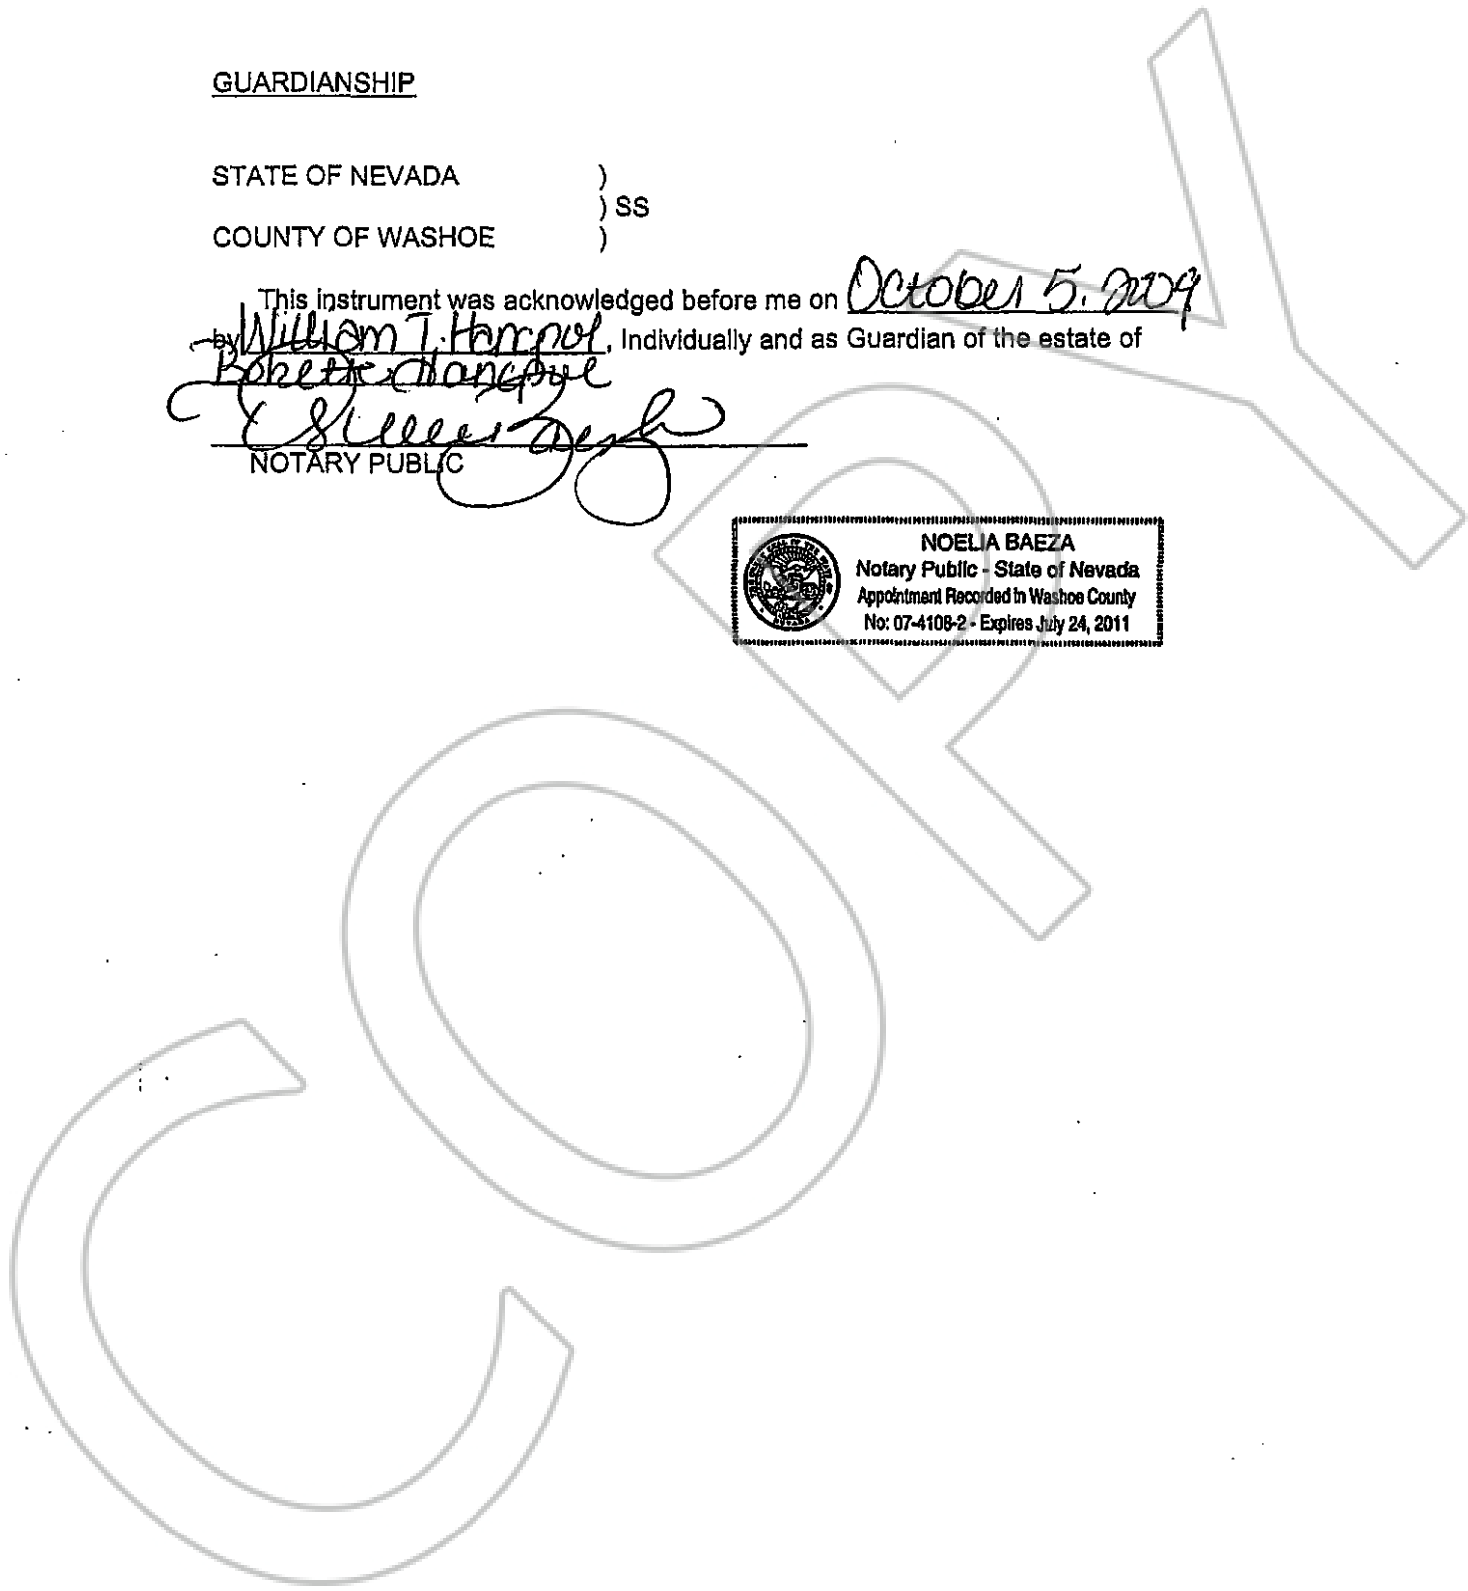 GUARDIANSHIP
STATE OF NEVADA )
) SS
COUNTY OF WASHOE )
This instrument was acknowledged before me on October 5, 2009
by William T. , Individually and as Guardian of the estate of
NOTARY PUBLIC
NOELIA BAEZA
Notary Public - State of Nevada
Appointment Recorded in Washoe County
No: 07-4108-2 - Expires July 24, 2011
COPY